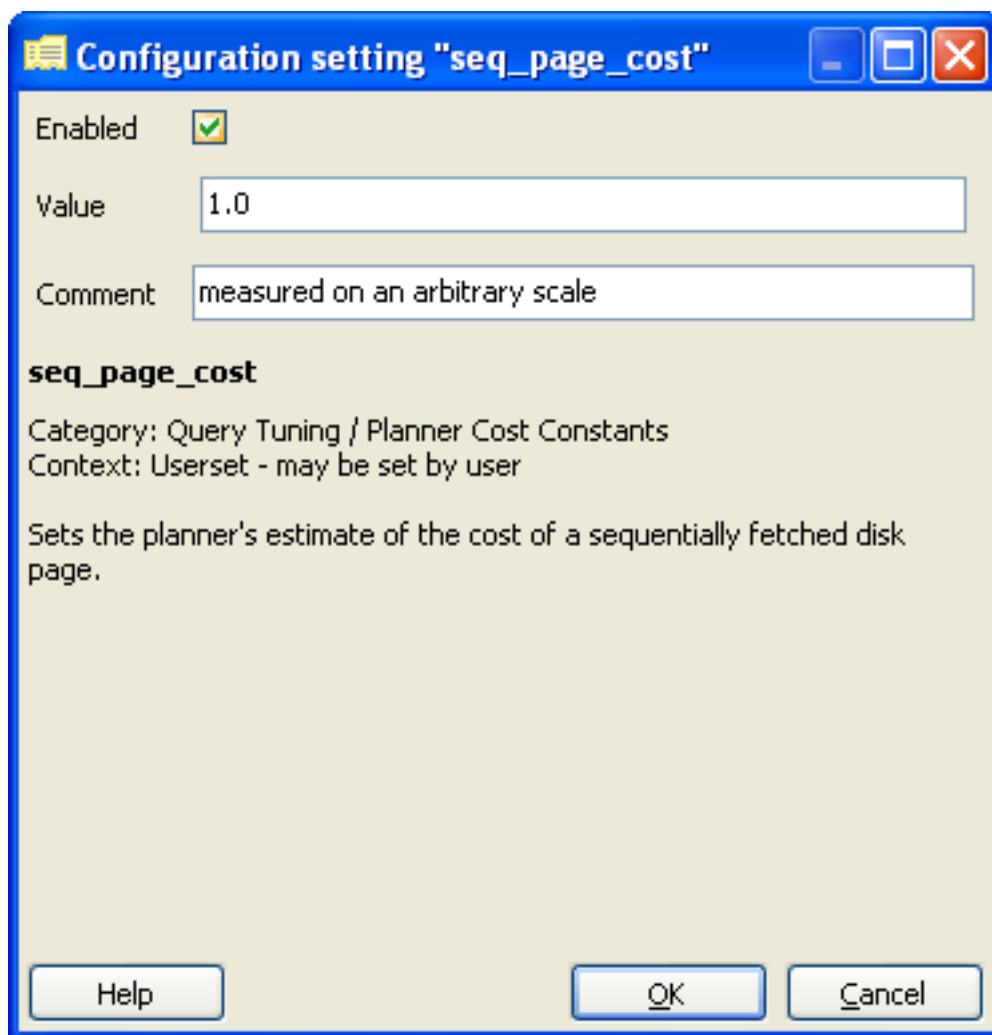 Configuration setting "seq_page_cost"
Enabled
Value 1.0
Comment measured on an arbitrary scale
seq_page_cost
Category: Query Tuning / Planner Cost Constants
Context: Userset - may be set by user
Sets the planner's estimate of the cost of a sequentially fetched disk
page.
Help OK Cancel